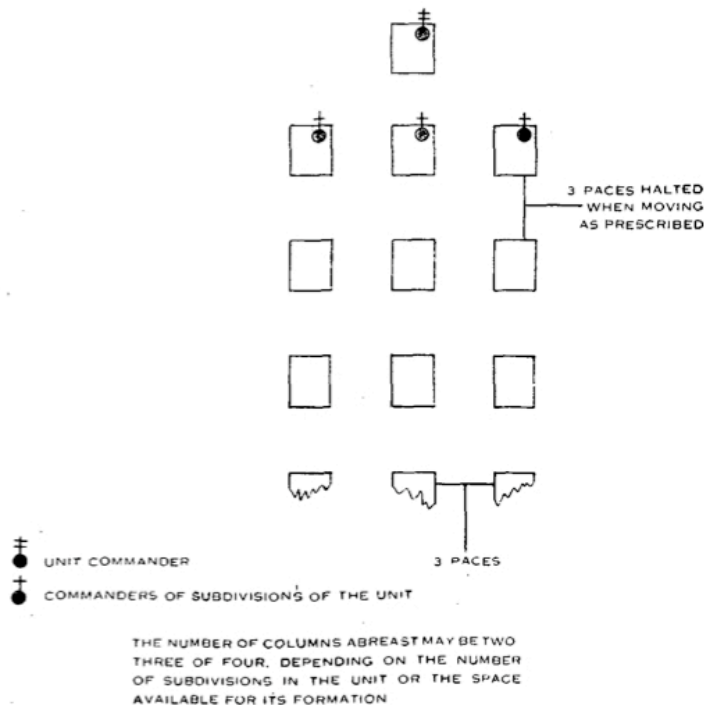 3 PACES HALTED
WHEN MOVING
AS PRESCRIBED
3 PACES
UNIT COMMANDER
COMMANDERS OF SUBDIVISIONS OF THE UNIT
THE NUMBER OF COLUMNS ABREAST MAY BE TWO
THREE OF FOUR, DEPENDING ON THE NUMBER
OF SUBDIVISIONS IN THE UNIT OR THE SPACE
AVAILABLE FOR ITS FORMATION